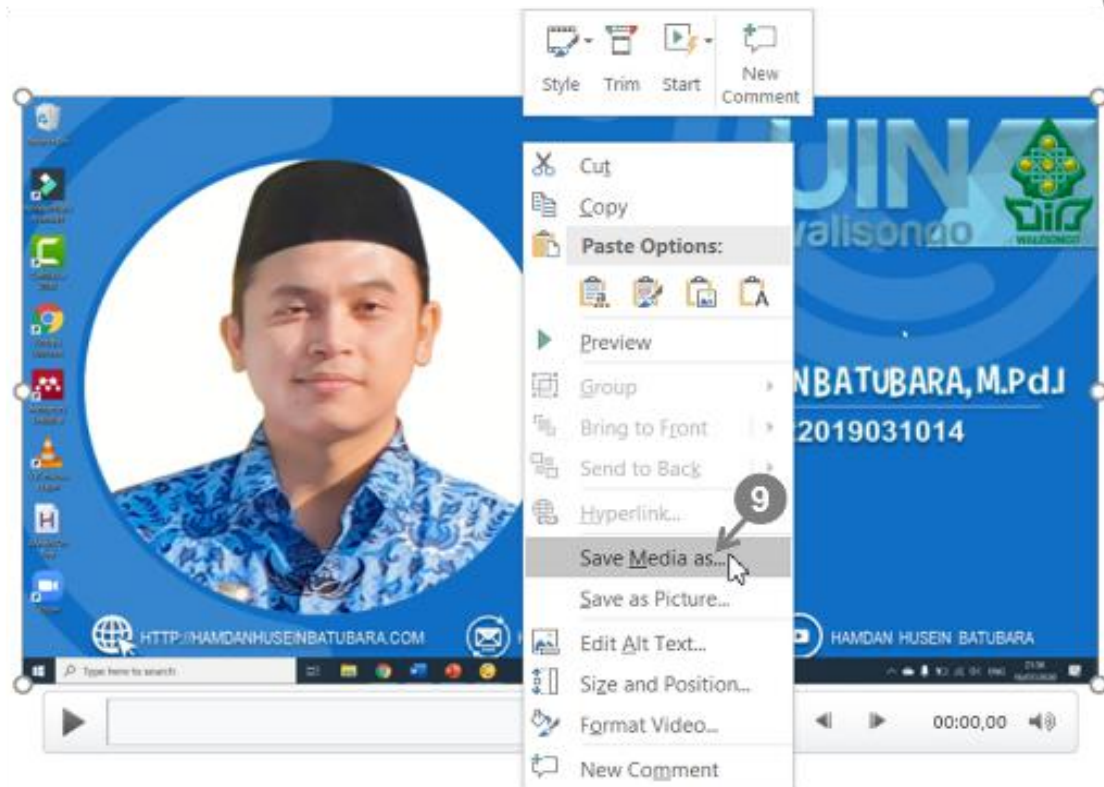 Style
Trim
Start
New
Comment
Cut
Copy
Paste Options:
Preview
Group
Bring to Front
Send to Back
Hyperlink...
9
Save Media as...
Save as Picture...
Edit Alt Text...
Size and Position...
Format Video...
New Comment
UIN
walisongo
WALISONGO
N BATUBARA, M.Pd.I
2019031014
HTTP://HAMDANHUSEINBATUBARA.COM
HAMDAN HUSEIN BATUBARA
Type here to search
00:00,00